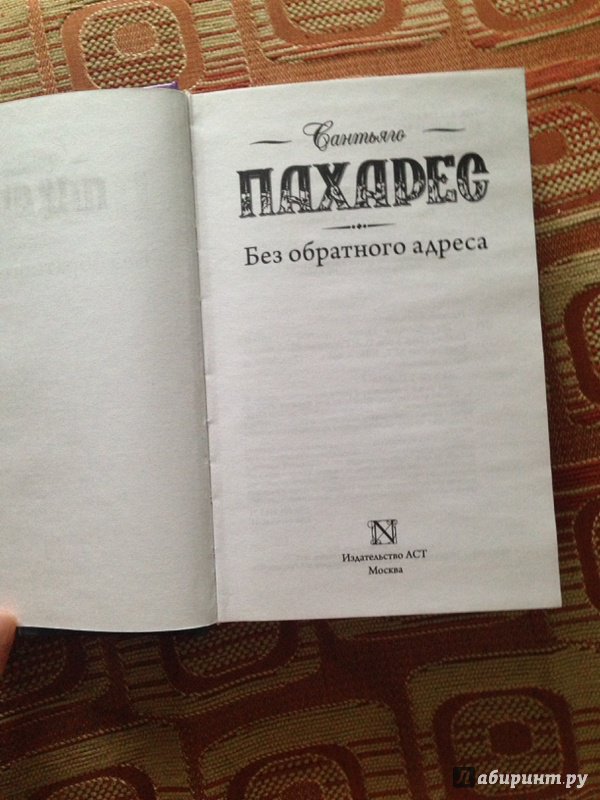 Сантьяго
ПАХАРЕС
Без обратного адреса
N
Издательство АСТ
Москва
Лабиринт.ру